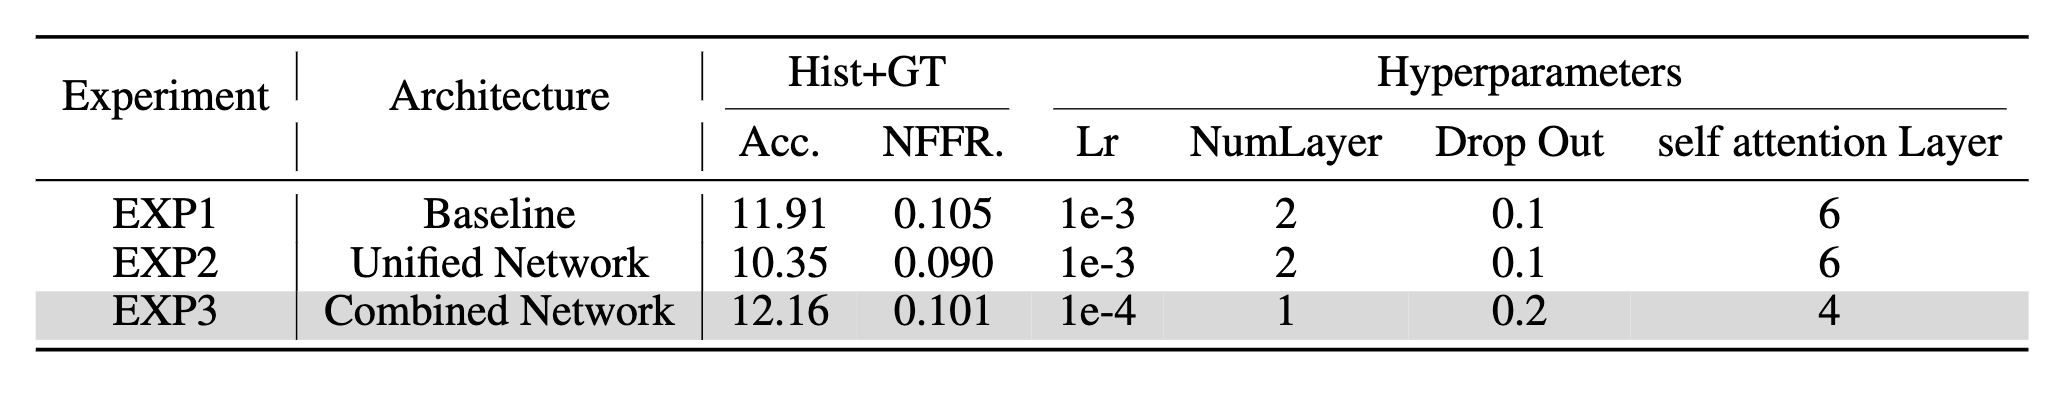 Experiment Architecture Hist+GT Hyperparameters
Acc. NFFR. Lr NumLayer Drop Out self attention Layer
EXP1 Baseline 11.91 0.105 1e-3 2 0.1 6
EXP2 Unified Network 10.35 0.090 1e-3 2 0.1 6
EXP3 Combined Network 12.16 0.101 1e-4 1 0.2 4